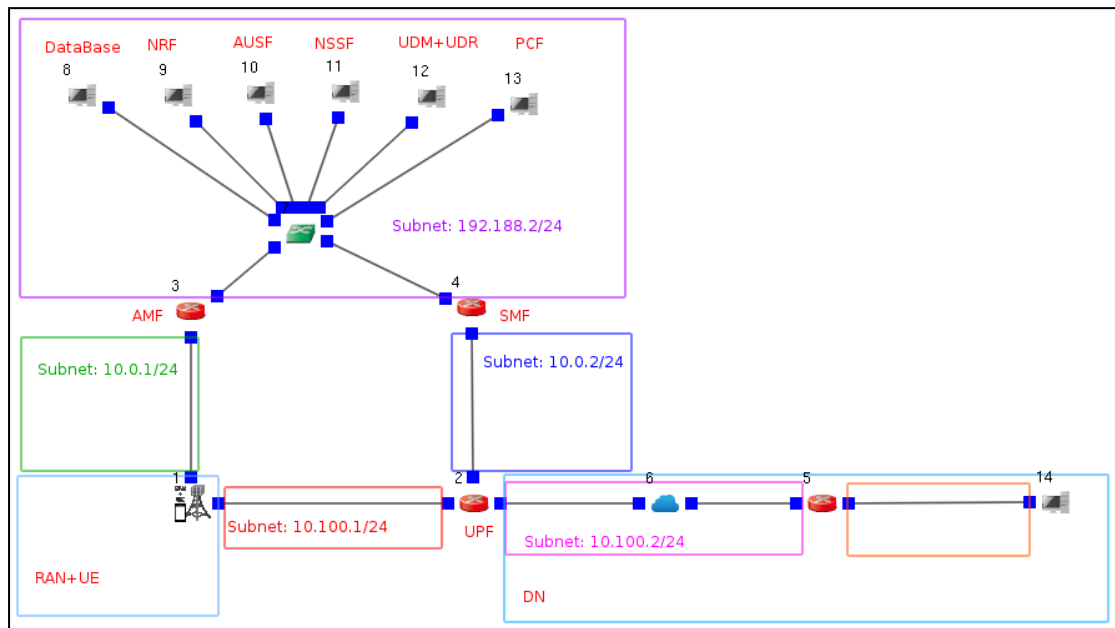 DataBase
NRF
AUSF
NSSF
UDM+UDR
PCF
8
9
10
11
12
13
7
Subnet: 192.188.2/24
3
4
AMF
SMF
Subnet: 10.0.1/24
Subnet: 10.0.2/24
1
2
6
5
14
Subnet: 10.100.1/24
UPF
Subnet: 10.100.2/24
RAN+UE
DN